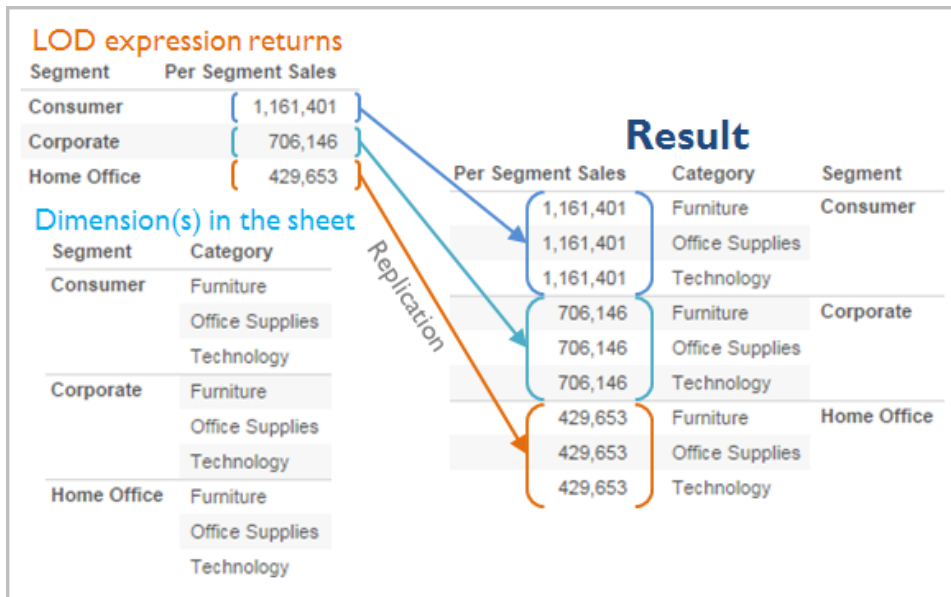 LOD expression returns
Segment Per Segment Sales
Consumer 1,161,401
Corporate 706,146
Home Office 429,653
Dimension(s) in the sheet
Segment Category
Consumer Furniture
Office Supplies
Technology
Corporate Furniture
Office Supplies
Technology
Home Office Furniture
Office Supplies
Technology
Replication
Result
Per Segment Sales Category Segment
1,161,401 Furniture Consumer
1,161,401 Office Supplies
1,161,401 Technology
706,146 Furniture Corporate
706,146 Office Supplies
706,146 Technology
429,653 Furniture Home Office
429,653 Office Supplies
429,653 Technology